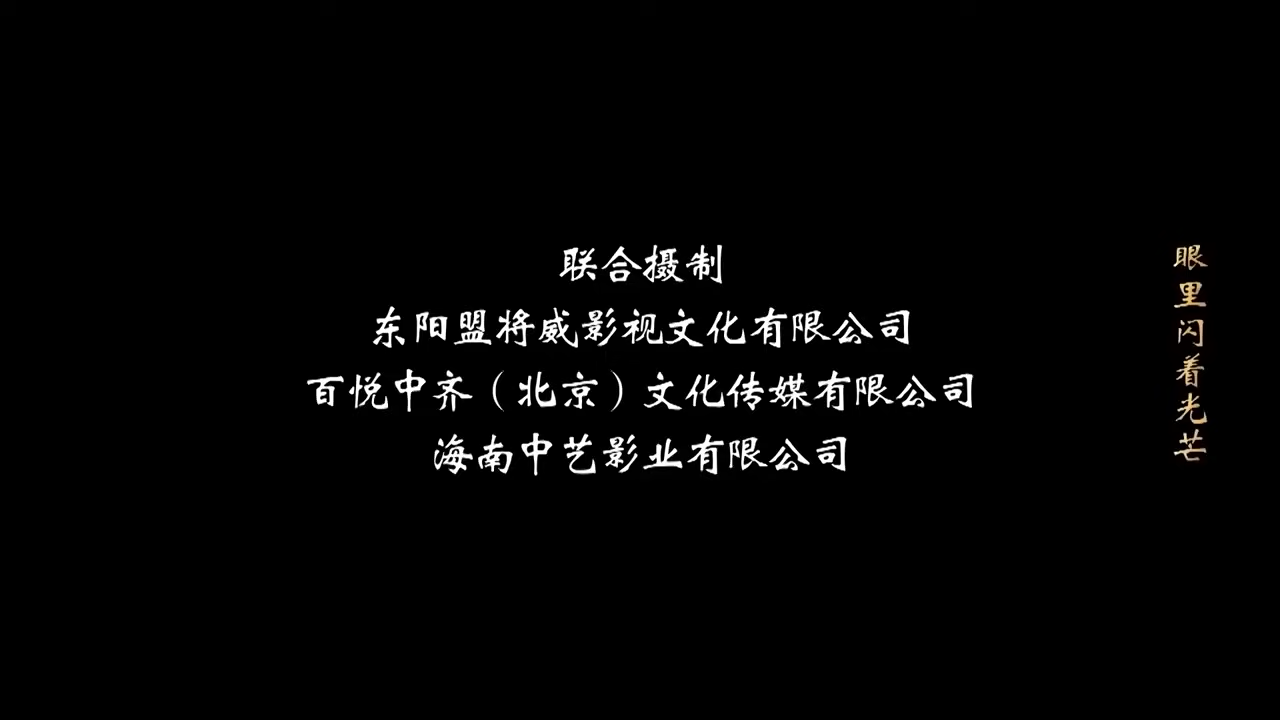 联合摄制
东阳盟将威影视文化有限公司
百悦中齐（北京）文化传媒有限公司
海南中艺影业有限公司
眼里闪着光芒